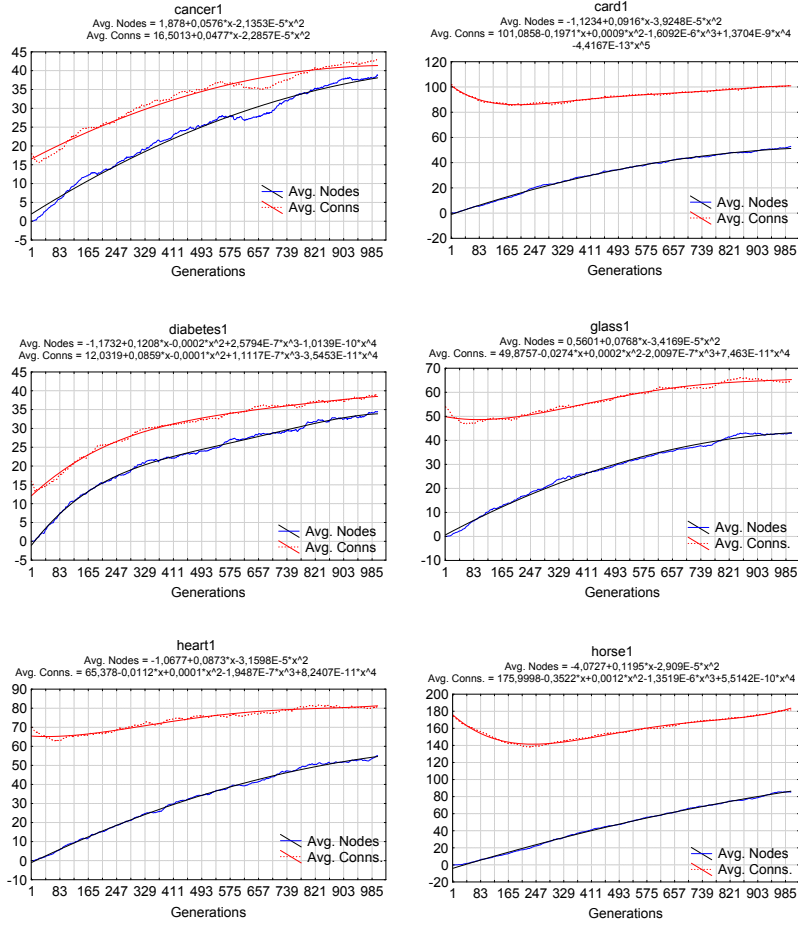 cancer1
Avg. Nodes = 1,878+0,0576*x-2,1353E-5*x^2
Avg. Conns = 16,5013+0,0477*x-2,2857E-5*x^2
45
40
35
30
25
20
15
10
5
0
-5
Avg. Nodes
Avg. Conns
1 83 165 247 329 411 493 575 657 739 821 903 985
Generations
card1
Avg. Nodes = -1,1234+0,0916*x-3,9248E-5*x^2
Avg. Conns = 101,0858-0,1971*x+0,0009*x^2-1,6092E-6*x^3+1,3704E-9*x^4
-4,4167E-13*x^5
120
100
80
60
40
20
0
-20
Avg. Nodes
Avg. Conns
1 83 165 247 329 411 493 575 657 739 821 903 985
Generations
diabetes1
Avg. Nodes = -1,1732+0,1208*x-0,0002*x^2+2,5794E-7*x^3-1,0139E-10*x^4
Avg. Conns = 12,0319+0,0859*x-0,0001*x^2+1,1117E-7*x^3-3,5453E-11*x^4
45
40
35
30
25
20
15
10
5
0
-5
Avg. Nodes
Avg. Conns
1 83 165 247 329 411 493 575 657 739 821 903 985
Generations
glass1
Avg. Nodes = 0,5601+0,0768*x-3,4169E-5*x^2
Avg. Conns. = 49,8757-0,0274*x+0,0002*x^2-2,0097E-7*x^3+7,463E-11*x^4
70
60
50
40
30
20
10
0
-10
Avg. Nodes
Avg. Conns.
1 83 165 247 329 411 493 575 657 739 821 903 985
Generations
heart1
Avg. Nodes = -1,0677+0,0873*x-3,1598E-5*x^2
Avg. Conns. = 65,378-0,0112*x+0,0001*x^2-1,9487E-7*x^3+8,2407E-11*x^4
90
80
70
60
50
40
30
20
10
0
-10
Avg. Nodes
Avg. Conns.
1 83 165 247 329 411 493 575 657 739 821 903 985
Generations
horse1
Avg. Nodes = -4,0727+0,1195*x-2,909E-5*x^2
Avg. Conns. = 175,9998-0,3522*x+0,0012*x^2-1,3519E-6*x^3+5,5142E-10*x^4
200
180
160
140
120
100
80
60
40
20
0
-20
Avg. Nodes
Avg. Conns.
1 83 165 247 329 411 493 575 657 739 821 903 985
Generations